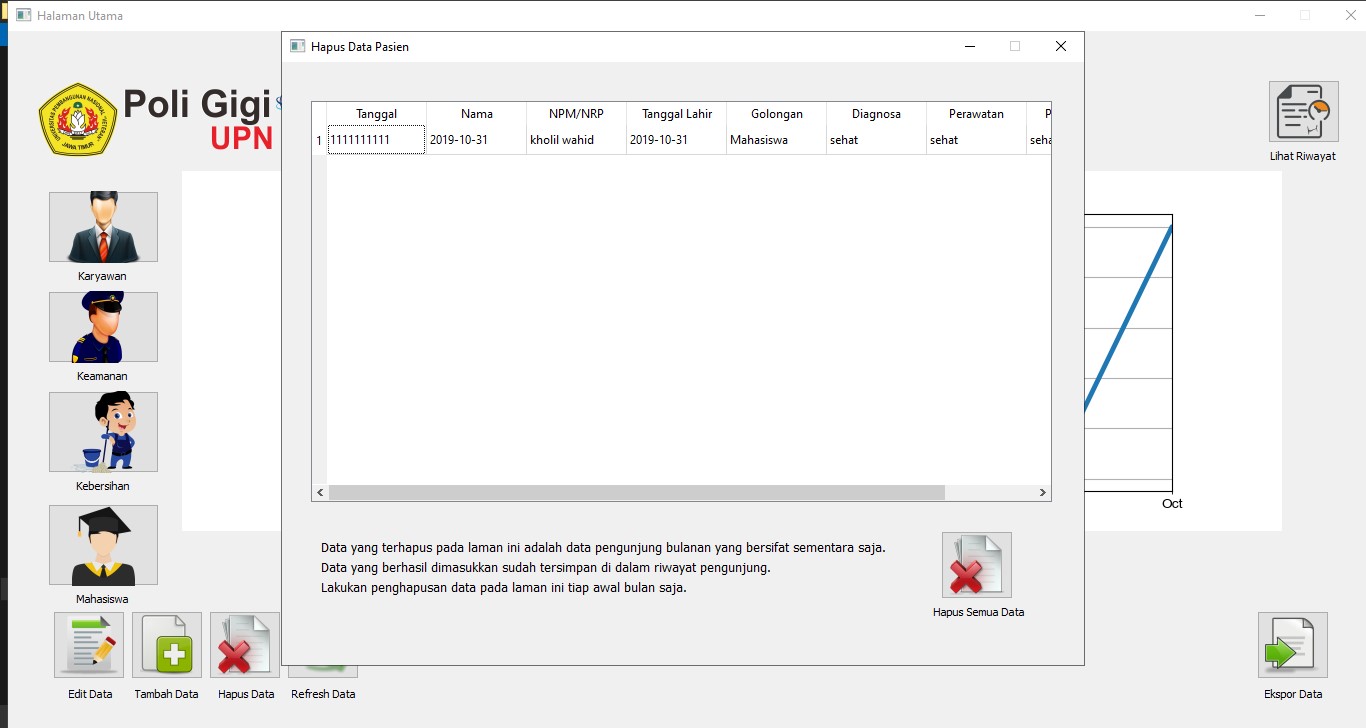 Halaman Utama
Hapus Data Pasien
Poli Gigi
UPN
Tanggal Nama NPM/NRP Tanggal Lahir Golongan Diagnosa Perawatan P
1 1111111111 2019-10-31 kholil wahid 2019-10-31 Mahasiswa sehat sehat seha
Lihat Riwayat
Karyawan
Keamanan
Kebersihan
Mahasiswa
Oct
Data yang terhapus pada laman ini adalah data pengunjung bulanan yang bersifat sementara saja.
Data yang berhasil dimasukkan sudah tersimpan di dalam riwayat pengunjung.
Lakukan penghapusan data pada laman ini tiap awal bulan saja.
Hapus Semua Data
Edit Data
Tambah Data
Hapus Data
Refresh Data
Ekspor Data